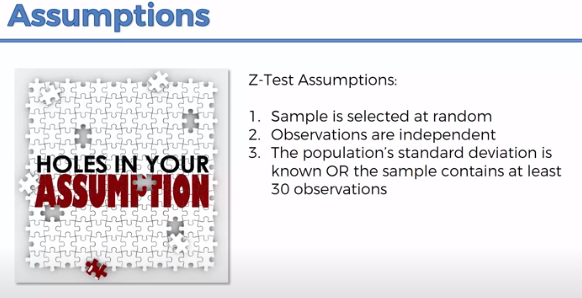 Assumptions
Z-Test Assumptions:
1. Sample is selected at random
2. Observations are independent
3. The population's standard deviation is
known OR the sample contains at least
30 observations
HOLES IN YOUR
ASSUMPTION